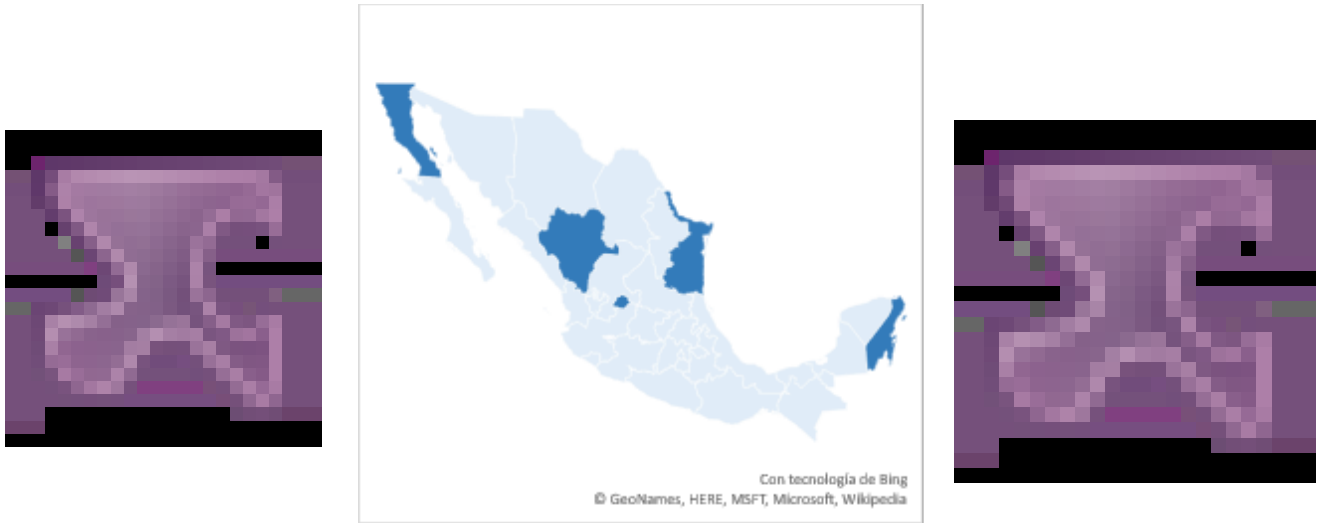 Con tecnología de Bing
© GeoNames, HERE, MSFT, Microsoft, Wikipedia